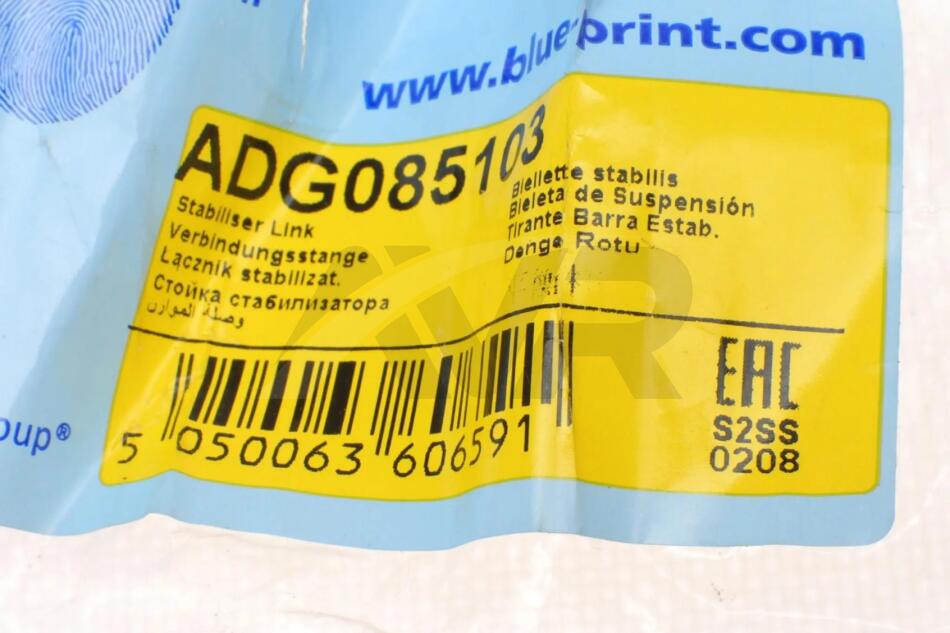 www.blue-print.com
ADG085103
Stabiliser Link
Verbindungsstange
Łącznik stabilizat.
Стойка стабилизатора
وصلة الموازن
Biellette stabilis
Bieleta de Suspensión
Tirante Barra Estab.
Denge Rotu
5 050063 606591
EAC
S2SS
0208
oup®